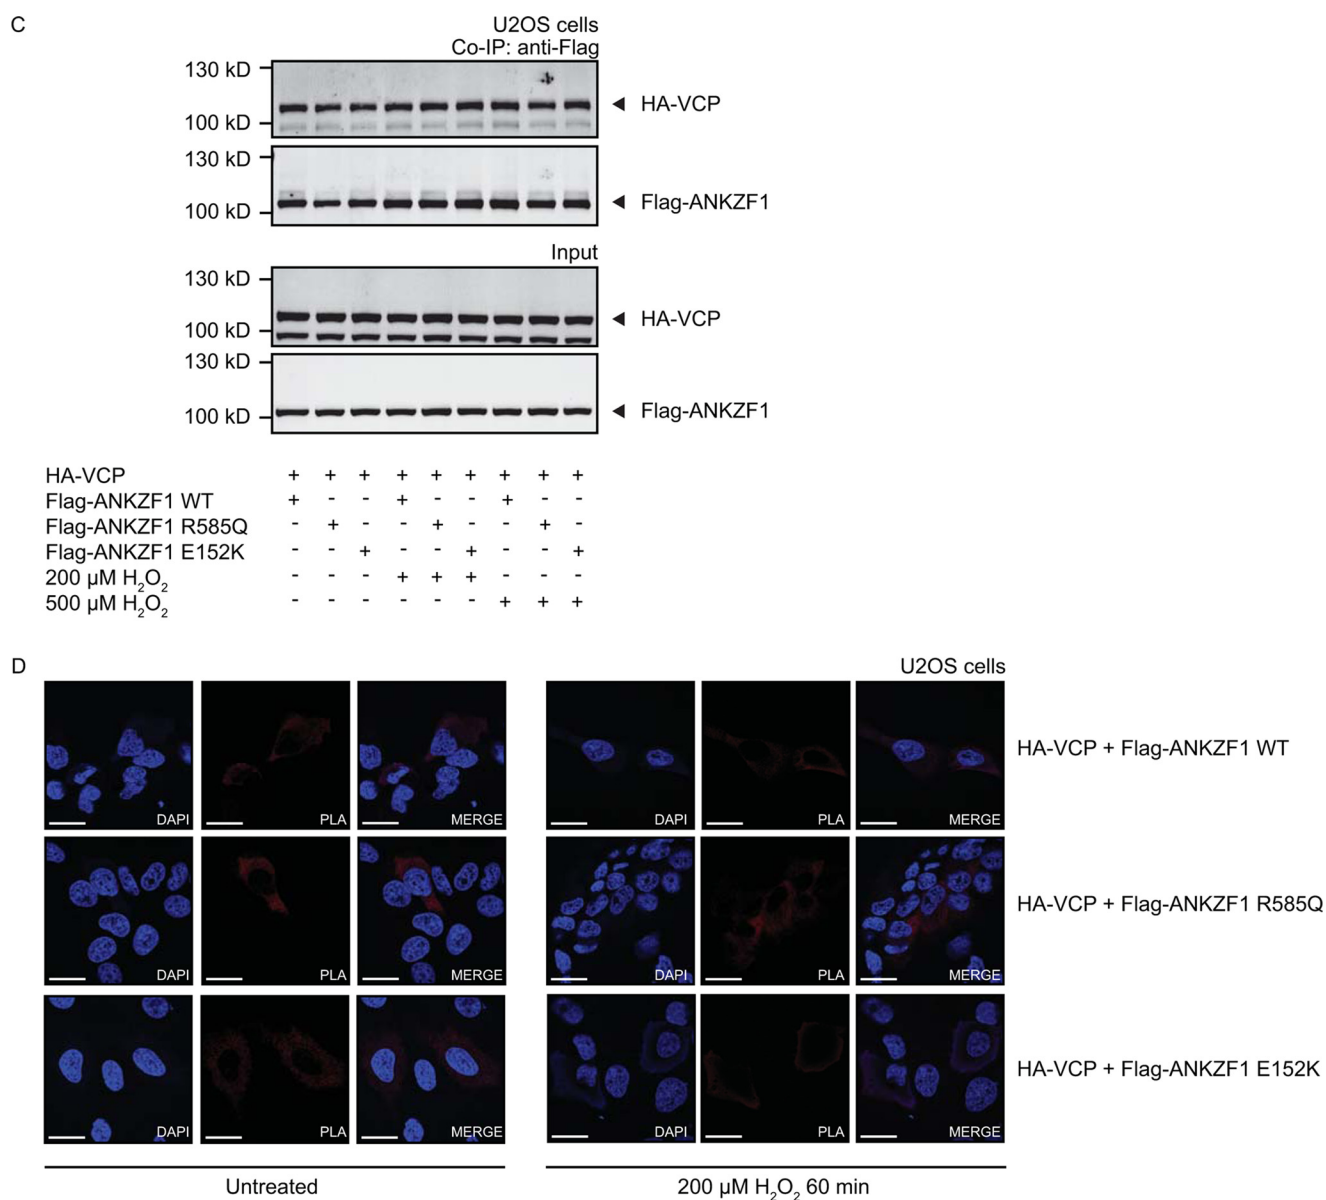 C
U2OS cells
Co-IP: anti-Flag
130 kD
HA-VCP
100 kD
130 kD
Flag-ANKZF1
100 kD
Input
130 kD
HA-VCP
100 kD
130 kD
Flag-ANKZF1
100 kD
HA-VCP + + + + + + + + +
Flag-ANKZF1 WT + - - + - - + - -
Flag-ANKZF1 R585Q - + - - + - - + -
Flag-ANKZF1 E152K - - + - - + - - +
200 µM H₂O₂ - - - + + + - - -
500 µM H₂O₂ - - - - - - + + +
D
U2OS cells
DAPI PLA MERGE DAPI PLA MERGE
HA-VCP + Flag-ANKZF1 WT
DAPI PLA MERGE DAPI PLA MERGE
HA-VCP + Flag-ANKZF1 R585Q
DAPI PLA MERGE DAPI PLA MERGE
HA-VCP + Flag-ANKZF1 E152K
Untreated
200 µM H₂O₂ 60 min